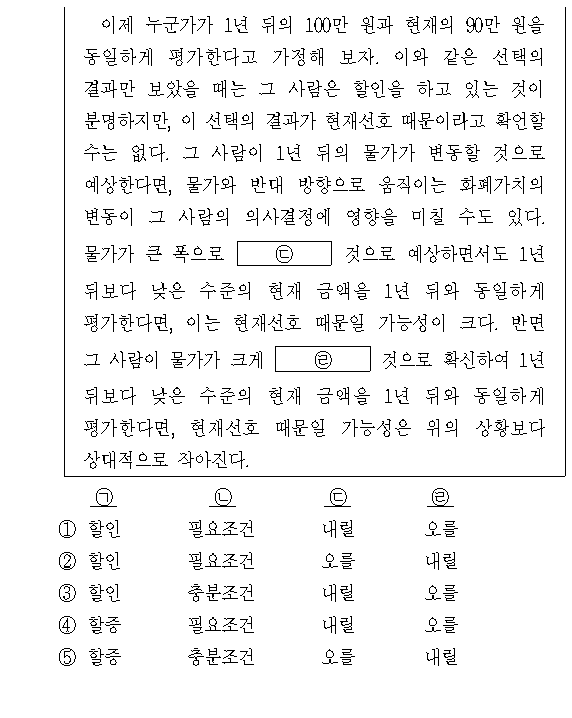 이제 누군가가 1년 뒤의 100만 원과 현재의 90만 원을
동일하게 평가한다고 가정해 보자. 이와 같은 선택의
결과만 보았을 때는 그 사람은 할인을 하고 있는 것이
분명하지만, 이 선택의 결과가 현재선호 때문이라고 확언할
수는 없다. 그 사람이 1년 뒤의 물가가 변동할 것으로
예상한다면, 물가와 반대 방향으로 움직이는 화폐가치의
변동이 그 사람의 의사결정에 영향을 미칠 수도 있다.
물가가 큰 폭으로 ㉢ 것으로 예상하면서도 1년
뒤보다 낮은 수준의 현재 금액을 1년 뒤와 동일하게
평가한다면, 이는 현재선호 때문일 가능성이 크다. 반면
그 사람이 물가가 크게 ㉣ 것으로 확신하여 1년
뒤보다 낮은 수준의 현재 금액을 1년 뒤와 동일하게
평가한다면, 현재선호 때문일 가능성은 위의 상황보다
상대적으로 작아진다.
㉠ ㉡ ㉢ ㉣
① 할인 필요조건 내릴 오를
② 할인 필요조건 오를 내릴
③ 할인 충분조건 내릴 오를
④ 할증 필요조건 내릴 오를
⑤ 할증 충분조건 오를 내릴